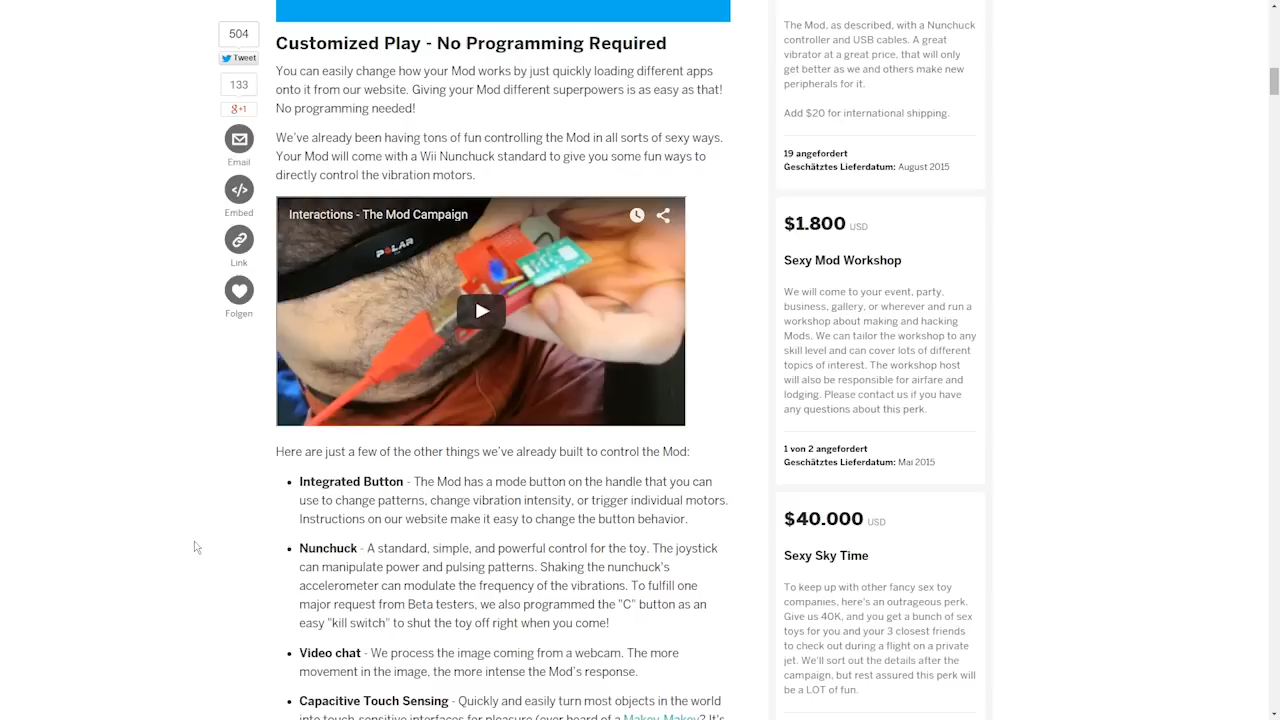 504
Tweet
133
g+1
Email
Embed
Link
Folgen
Customized Play - No Programming Required
You can easily change how your Mod works by just quickly loading different apps
onto it from our website. Giving your Mod different superpowers is as easy as that!
No programming needed!
We've already been having tons of fun controlling the Mod in all sorts of sexy ways.
Your Mod will come with a Wii Nunchuck standard to give you some fun ways to
directly control the vibration motors.
Interactions - The Mod Campaign
POLAR
Here are just a few of the other things we've already built to control the Mod:
• Integrated Button - The Mod has a mode button on the handle that you can
use to change patterns, change vibration intensity, or trigger individual motors.
Instructions on our website make it easy to change the button behavior.
• Nunchuck - A standard, simple, and powerful control for the toy. The joystick
can manipulate power and pulsing patterns. Shaking the nunchuck's
accelerometer can modulate the frequency of the vibrations. To fulfill one
major request from Beta testers, we also programmed the "C" button as an
easy "kill switch" to shut the toy off right when you come!
• Video chat - We process the image coming from a webcam. The more
movement in the image, the more intense the Mod's response.
• Capacitive Touch Sensing - Quickly and easily turn most objects in the world
into touch-sensitive interfaces for pleasure (ever heard of a Makey Makey? It's
The Mod, as described, with a Nunchuck
controller and USB cables. A great
vibrator at a great price, that will only
get better as we and others make new
peripherals for it.
Add $20 for international shipping.
19 angefordert
Geschätztes Lieferdatum: August 2015
$1.800 USD
Sexy Mod Workshop
We will come to your event, party,
business, gallery, or wherever and run a
workshop about making and hacking
Mods. We can tailor the workshop to any
skill level and can cover lots of different
topics of interest. The workshop host
will also be responsible for airfare and
lodging. Please contact us if you have
any questions about this perk.
1 von 2 angefordert
Geschätztes Lieferdatum: Mai 2015
$40.000 USD
Sexy Sky Time
To keep up with other fancy sex toy
companies, here's an outrageous perk.
Give us 40K, and you get a bunch of sex
toys for you and your 3 closest friends
to check out during a flight on a private
jet. We'll sort out the details after the
campaign, but rest assured this perk will
be a LOT of fun.